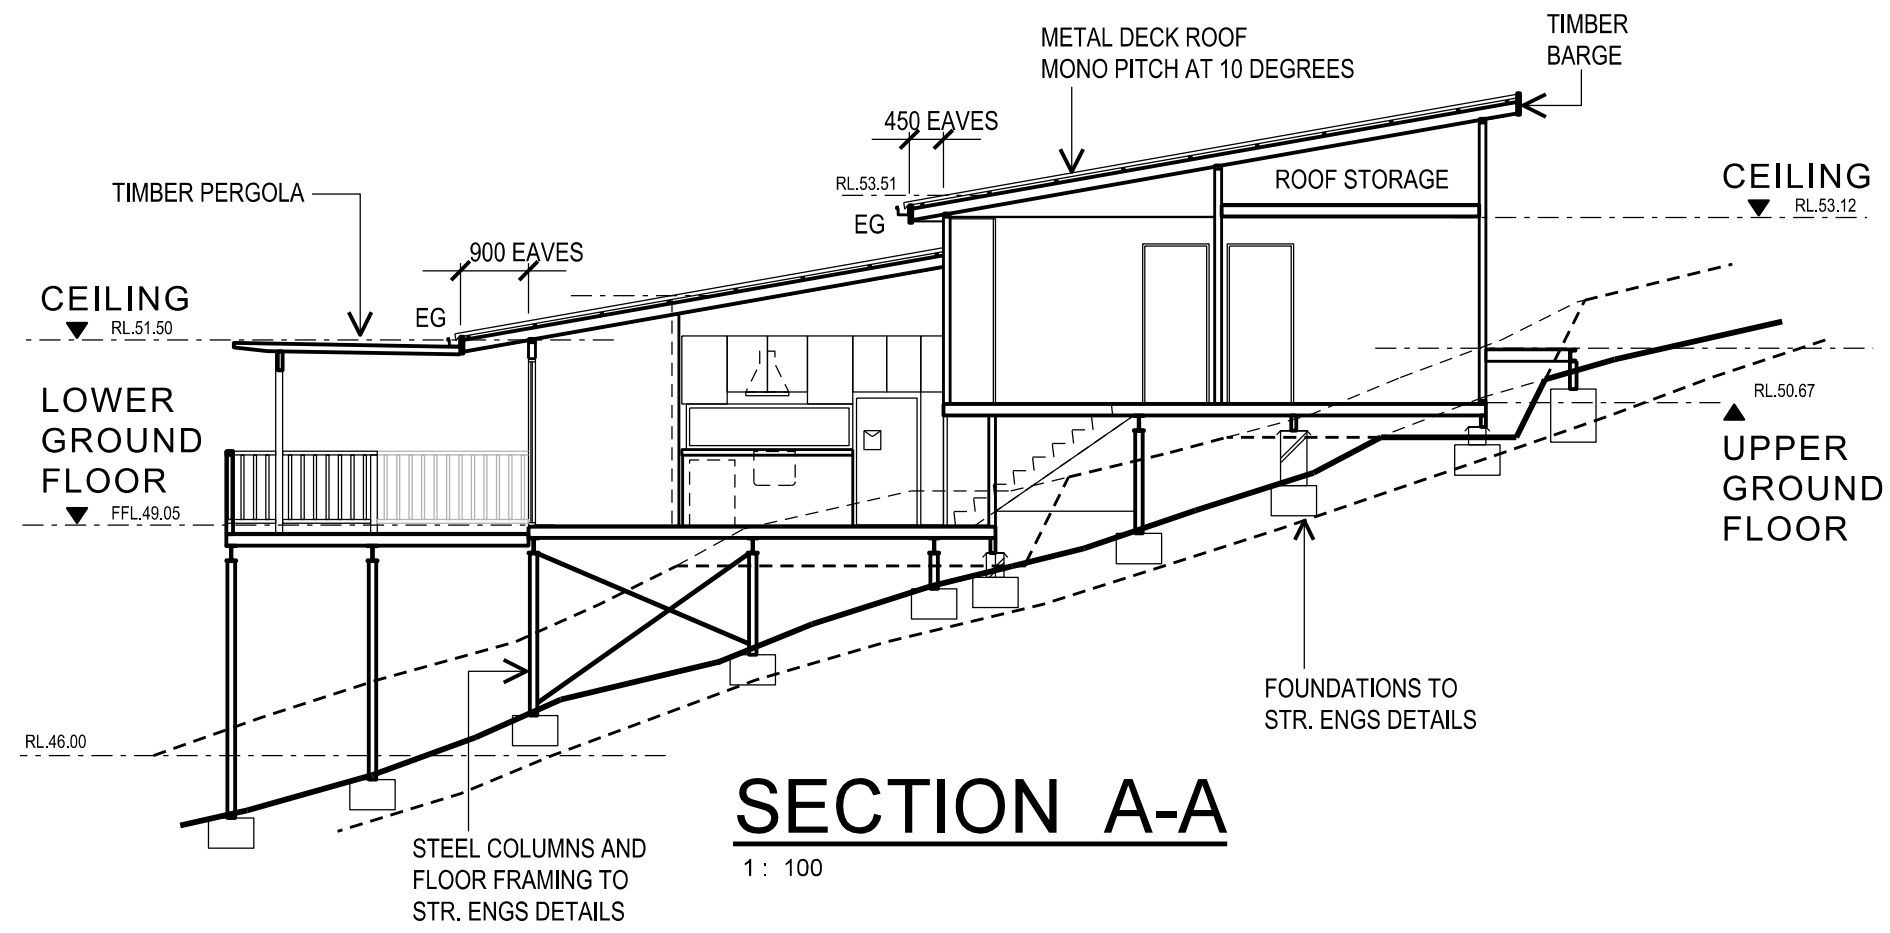 TIMBER
BARGE
METAL DECK ROOF
MONO PITCH AT 10 DEGREES
450 EAVES
RL.53.51
EG
ROOF STORAGE
CEILING
RL.53.12
TIMBER PERGOLA
900 EAVES
EG
CEILING
RL.51.50
LOWER
GROUND
FLOOR
FFL.49.05
RL.50.67
UPPER
GROUND
FLOOR
FOUNDATIONS TO
STR. ENGS DETAILS
RL.46.00
STEEL COLUMNS AND
FLOOR FRAMING TO
STR. ENGS DETAILS
SECTION A-A
1 : 100